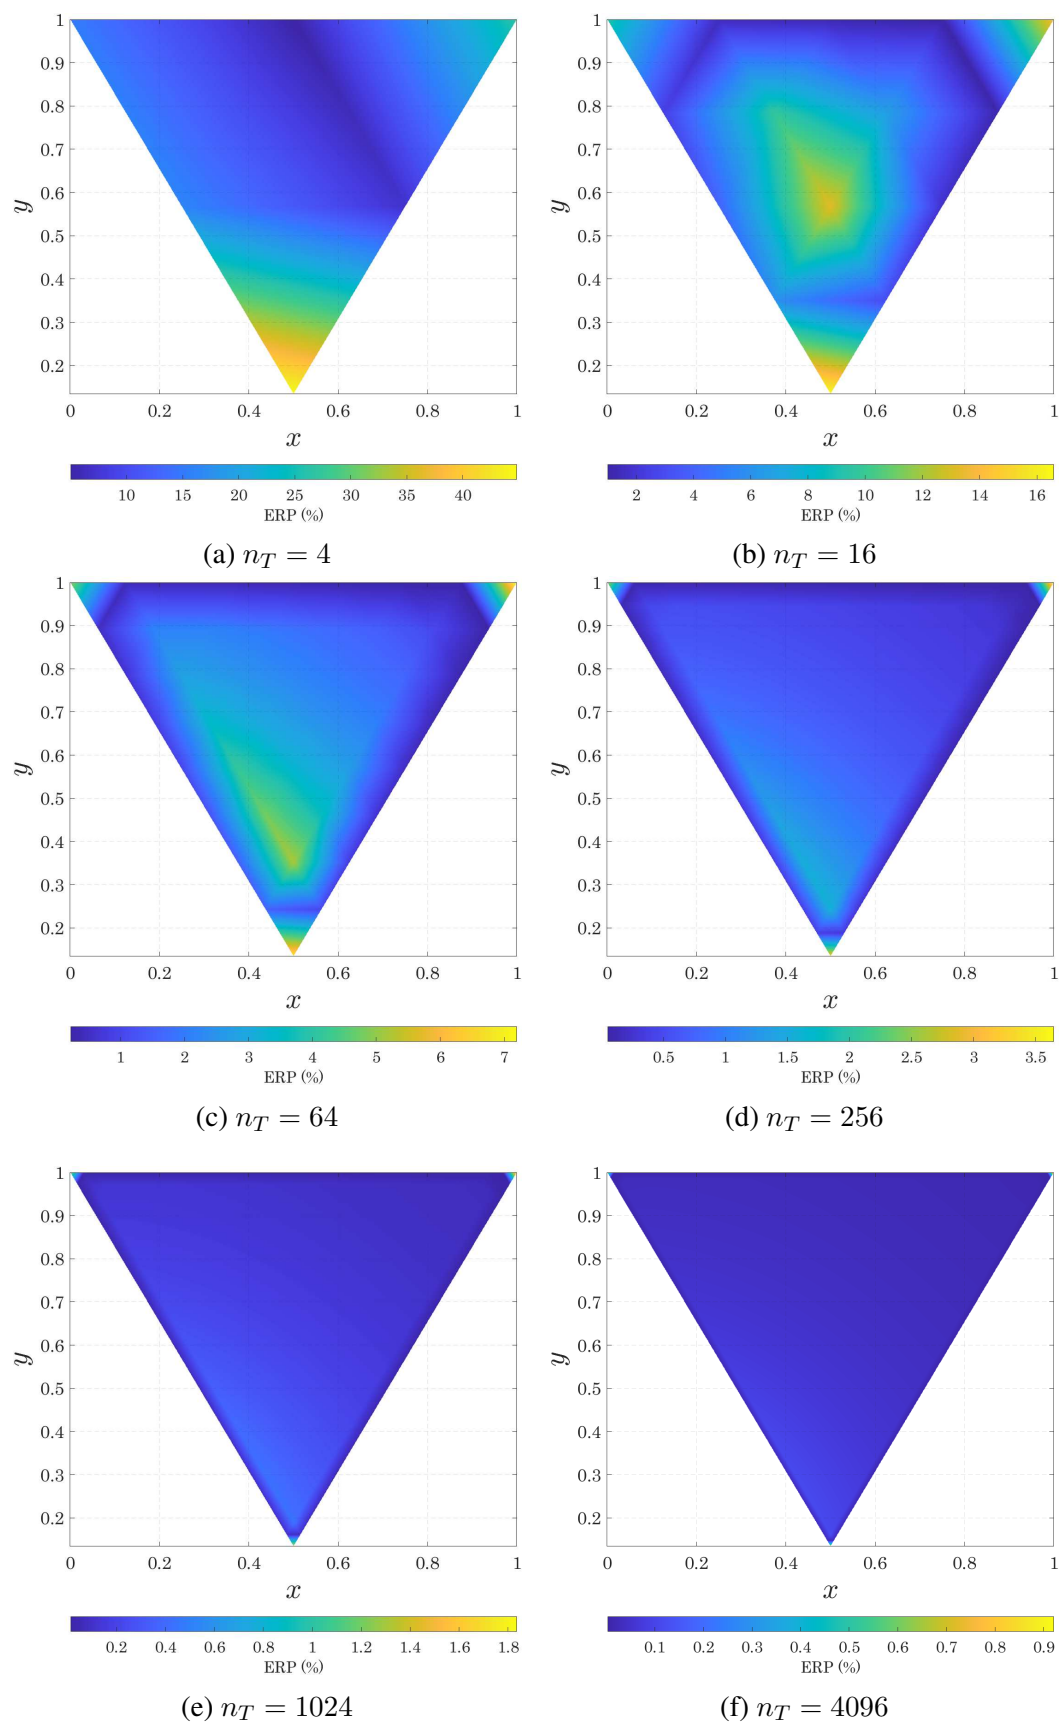 1
0.9
0.8
0.7
0.6
0.5
0.4
0.3
0.2
y
0 0.2 0.4 0.6 0.8 1
x
10 15 20 25 30 35 40
ERP (%)
(a) n_T = 4
1
0.9
0.8
0.7
0.6
0.5
0.4
0.3
0.2
y
0 0.2 0.4 0.6 0.8 1
x
2 4 6 8 10 12 14 16
ERP (%)
(b) n_T = 16
1
0.9
0.8
0.7
0.6
0.5
0.4
0.3
0.2
y
0 0.2 0.4 0.6 0.8 1
x
1 2 3 4 5 6 7
ERP (%)
(c) n_T = 64
1
0.9
0.8
0.7
0.6
0.5
0.4
0.3
0.2
y
0 0.2 0.4 0.6 0.8 1
x
0.5 1 1.5 2 2.5 3 3.5
ERP (%)
(d) n_T = 256
1
0.9
0.8
0.7
0.6
0.5
0.4
0.3
0.2
y
0 0.2 0.4 0.6 0.8 1
x
0.2 0.4 0.6 0.8 1 1.2 1.4 1.6 1.8
ERP (%)
(e) n_T = 1024
1
0.9
0.8
0.7
0.6
0.5
0.4
0.3
0.2
y
0 0.2 0.4 0.6 0.8 1
x
0.1 0.2 0.3 0.4 0.5 0.6 0.7 0.8 0.9
ERP (%)
(f) n_T = 4096